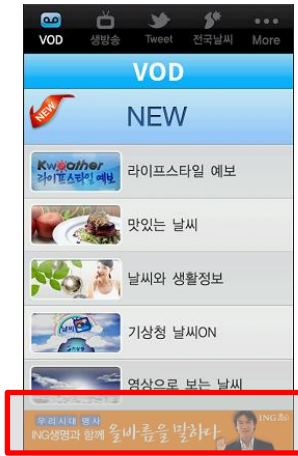 VOD
생방송
Tweet
전국날씨
More
VOD
NEW
NEW
Kweather
라이프스타일 예보
라이프스타일 예보
맛있는 날씨
날씨와 생활정보
날씨
기상청 날씨ON
영상으로 보는 날씨
우리시대 명사
ING생명과 함께 올바름을 말하다
ING